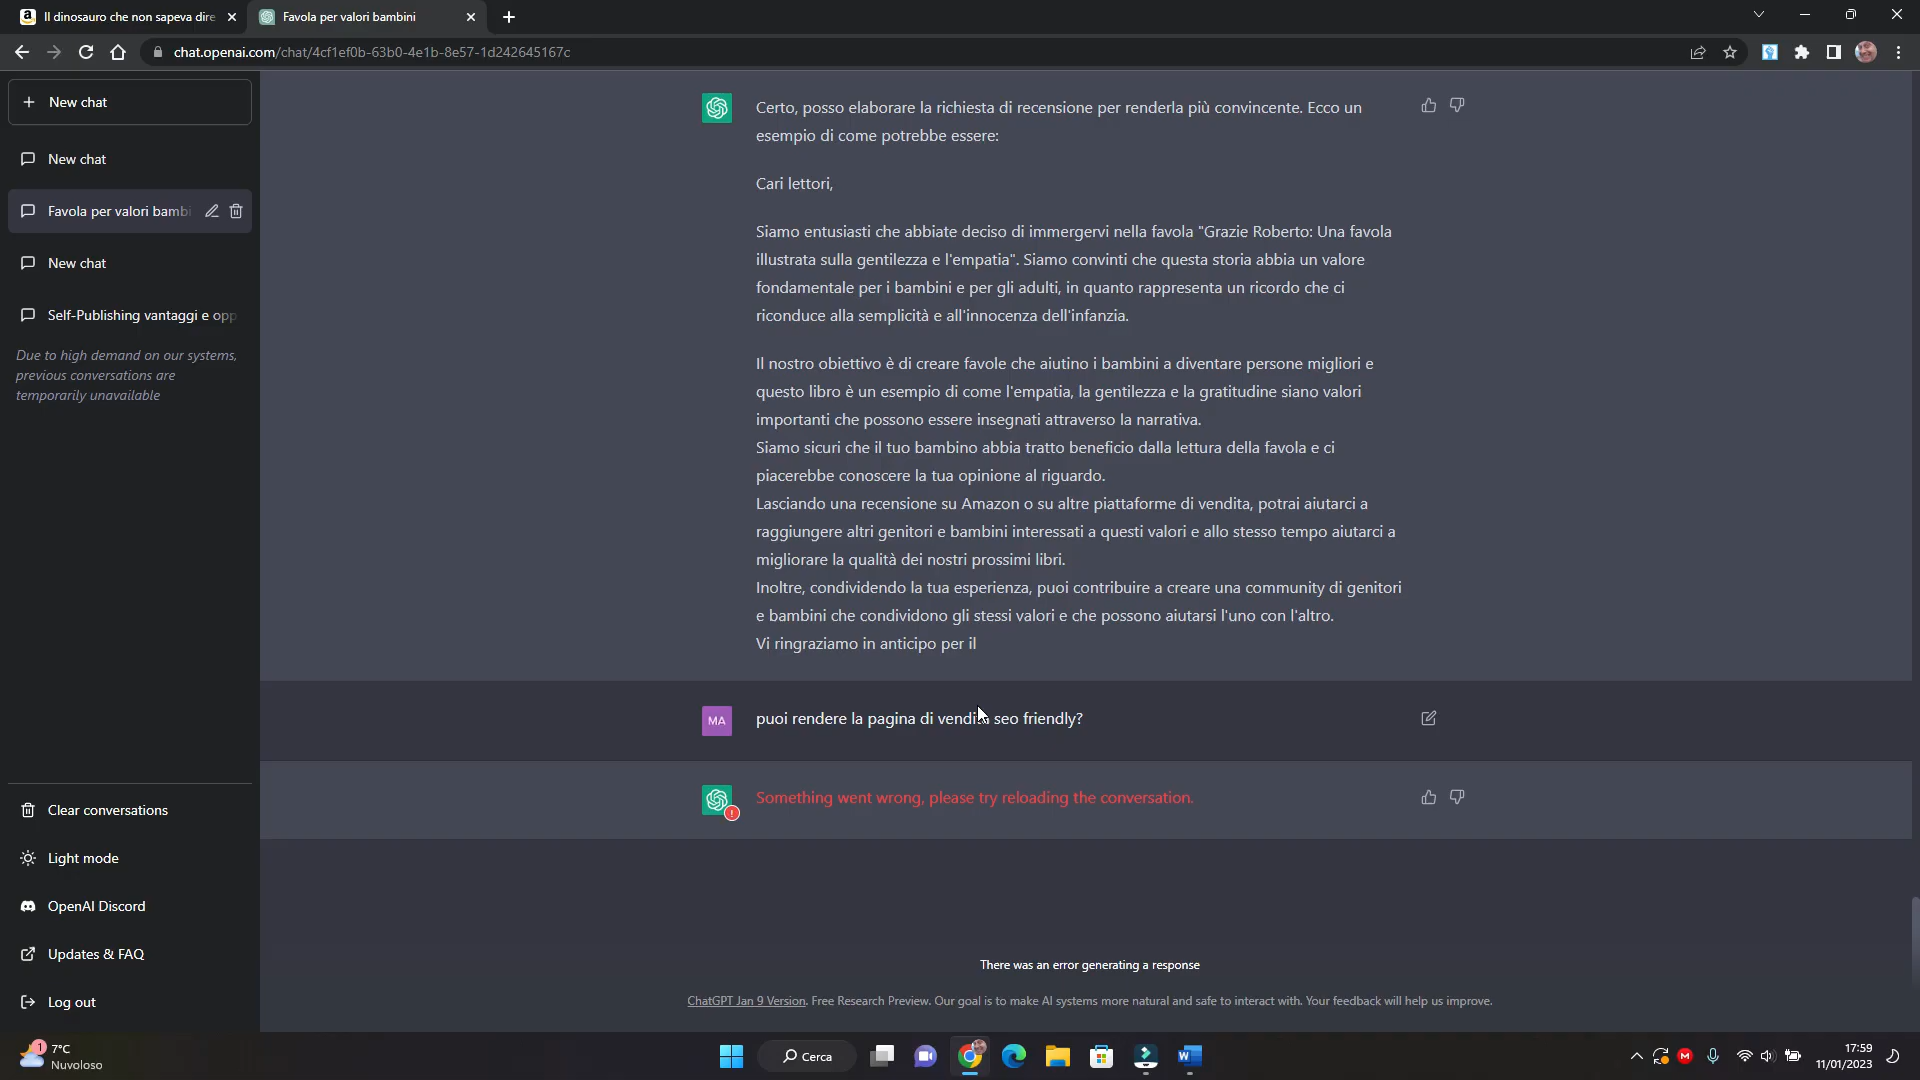 Il dinosauro che non sapeva dire
Favola per valori bambini
chat.openai.com/chat/4cf1ef0b-63b0-4e1b-8e57-1d242645167c
New chat
New chat
Favola per valori bambi
New chat
Self-Publishing vantaggi e opp
Due to high demand on our systems,
previous conversations are
temporarily unavailable
Certo, posso elaborare la richiesta di recensione per renderla più convincente. Ecco un
esempio di come potrebbe essere:
Cari lettori,
Siamo entusiasti che abbiate deciso di immergervi nella favola "Grazie Roberto: Una favola
illustrata sulla gentilezza e l'empatia". Siamo convinti che questa storia abbia un valore
fondamentale per i bambini e per gli adulti, in quanto rappresenta un ricordo che ci
riconduce alla semplicità e all'innocenza dell'infanzia.
Il nostro obiettivo è di creare favole che aiutino i bambini a diventare persone migliori e
questo libro è un esempio di come l'empatia, la gentilezza e la gratitudine siano valori
importanti che possono essere insegnati attraverso la narrativa.
Siamo sicuri che il tuo bambino abbia tratto beneficio dalla lettura della favola e ci
piacerebbe conoscere la tua opinione al riguardo.
Lasciando una recensione su Amazon o su altre piattaforme di vendita, potrai aiutarci a
raggiungere altri genitori e bambini interessati a questi valori e allo stesso tempo aiutarci a
migliorare la qualità dei nostri prossimi libri.
Inoltre, condividendo la tua esperienza, puoi contribuire a creare una community di genitori
e bambini che condividono gli stessi valori e che possono aiutarsi l'uno con l'altro.
Vi ringraziamo in anticipo per il
MA
puoi rendere la pagina di vendita seo friendly?
Something went wrong, please try reloading the conversation.
Clear conversations
Light mode
OpenAI Discord
Updates & FAQ
Log out
There was an error generating a response
ChatGPT Jan 9 Version. Free Research Preview. Our goal is to make AI systems more natural and safe to interact with. Your feedback will help us improve.
1
7°C
Nuvoloso
Cerca
17:59
11/01/2023